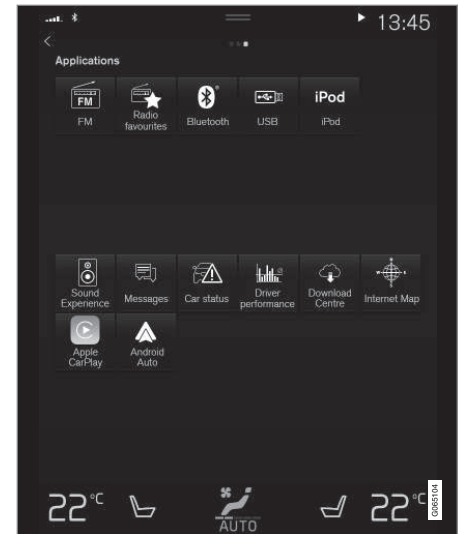 13:45
Applications
FM
iPod
FM
Radio favourites
Bluetooth
USB
iPod
Sound Experience
Messages
Car status
Driver performance
Download Centre
Internet Map
Apple CarPlay
Android Auto
22°C
AUTO
22°C
G065104